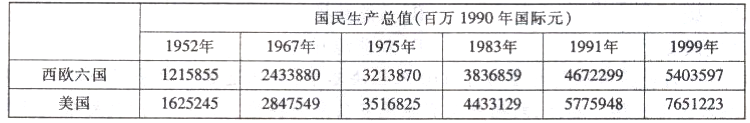 国民生产总值(百万 1990 年国际元)
1952年 1967年 1975年 1983年 1991年 1999年
西欧六国 1215855 2433880 3213870 3836859 4672299 5403597
美国 1625245 2847549 3516825 4433129 5775948 7651223